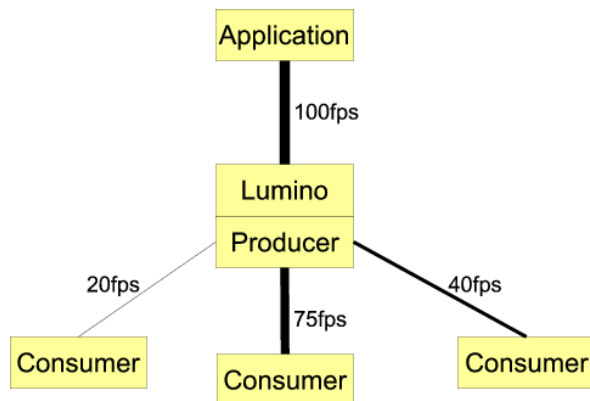 Application
100fps
Lumino
Producer
20fps
75fps
40fps
Consumer
Consumer
Consumer